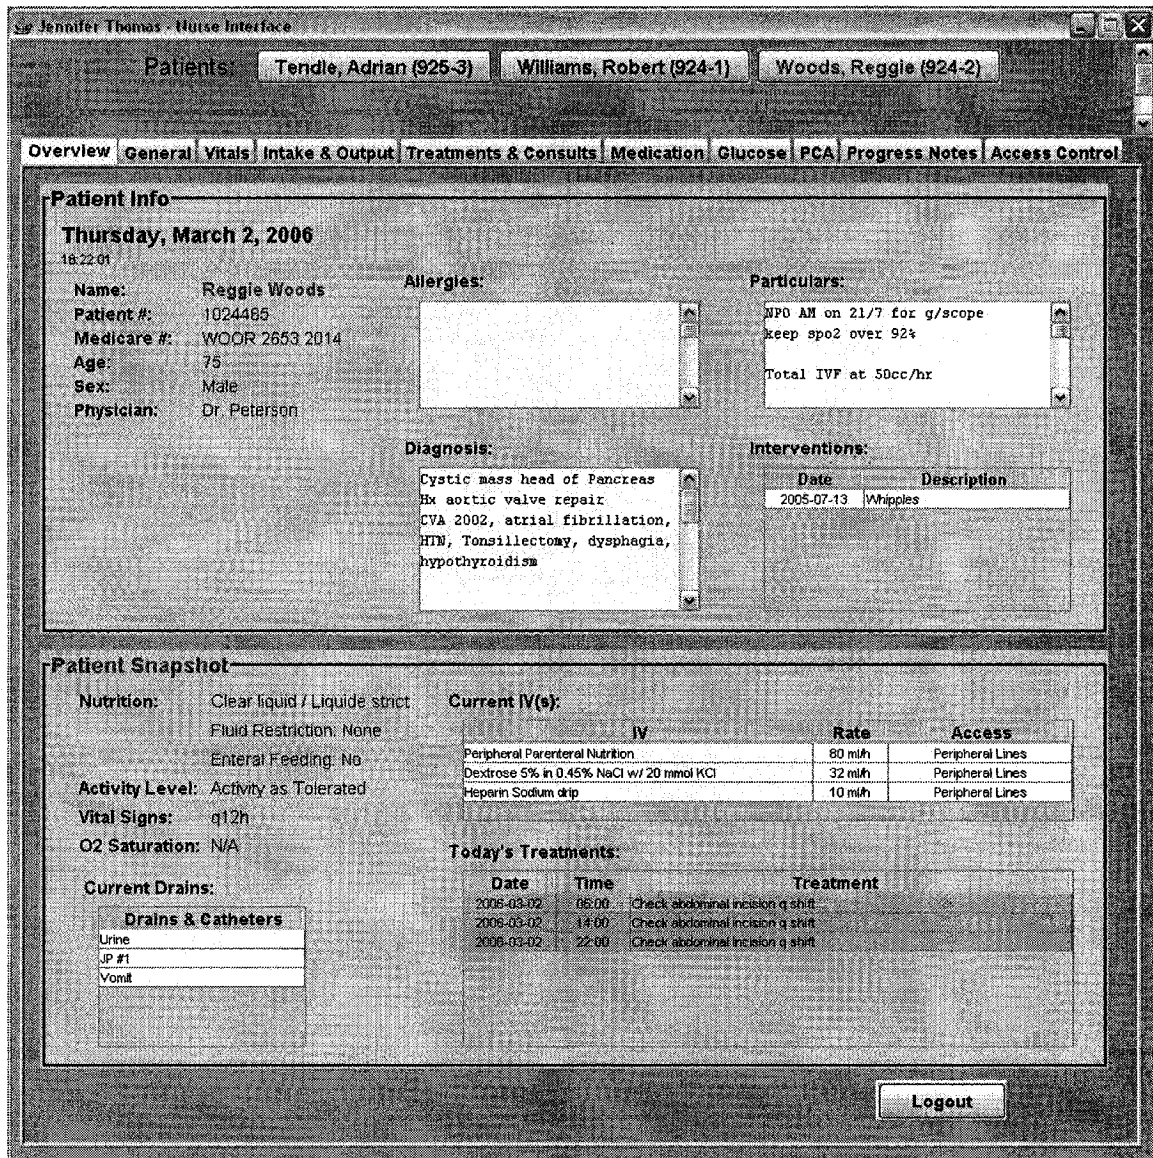 Jennifer Thomas - Nurse Interface
Patients: Tendle, Adrian (925-3) Williams, Robert (924-1) Woods, Reggie (924-2)
Overview General Vitals Intake & Output Treatments & Consults Medication Glucose PCA Progress Notes Access Control
Patient Info
Thursday, March 2, 2006
16:22:01
Name: Reggie Woods
Patient #: 1024465
Medicare #: WOOR 2653 2014
Age: 75
Sex: Male
Physician: Dr. Peterson
Allergies:
Particulars:
NPO AM on 21/7 for g/scope
keep spo2 over 92%
Total IVF at 50cc/hr
Diagnosis:
Cystic mass head of Pancreas
Hx aortic valve repair
CVA 2002, atrial fibrillation,
HTN, Tonsillectomy, dysphagia,
hypothyroidism
Interventions:
Date Description
2005-07-13 Whipples
Patient Snapshot
Nutrition: Clear liquid / Liquide strict
Fluid Restriction: None
Enteral Feeding: No
Activity Level: Activity as Tolerated
Vital Signs: q12h
O2 Saturation: N/A
Current Drains:
Drains & Catheters
Urine
JP #1
Vomit
Current IV(s):
IV Rate Access
Peripheral Parenteral Nutrition 80 ml/h Peripheral Lines
Dextrose 5% in 0.45% NaCl w/ 20 mmol KCl 32 ml/h Peripheral Lines
Heparin Sodium drip 10 ml/h Peripheral Lines
Today's Treatments:
Date Time Treatment
2006-03-02 06:00 Check abdominal incision q shift
2006-03-02 14:00 Check abdominal incision q shift
2006-03-02 22:00 Check abdominal incision q shift
Logout